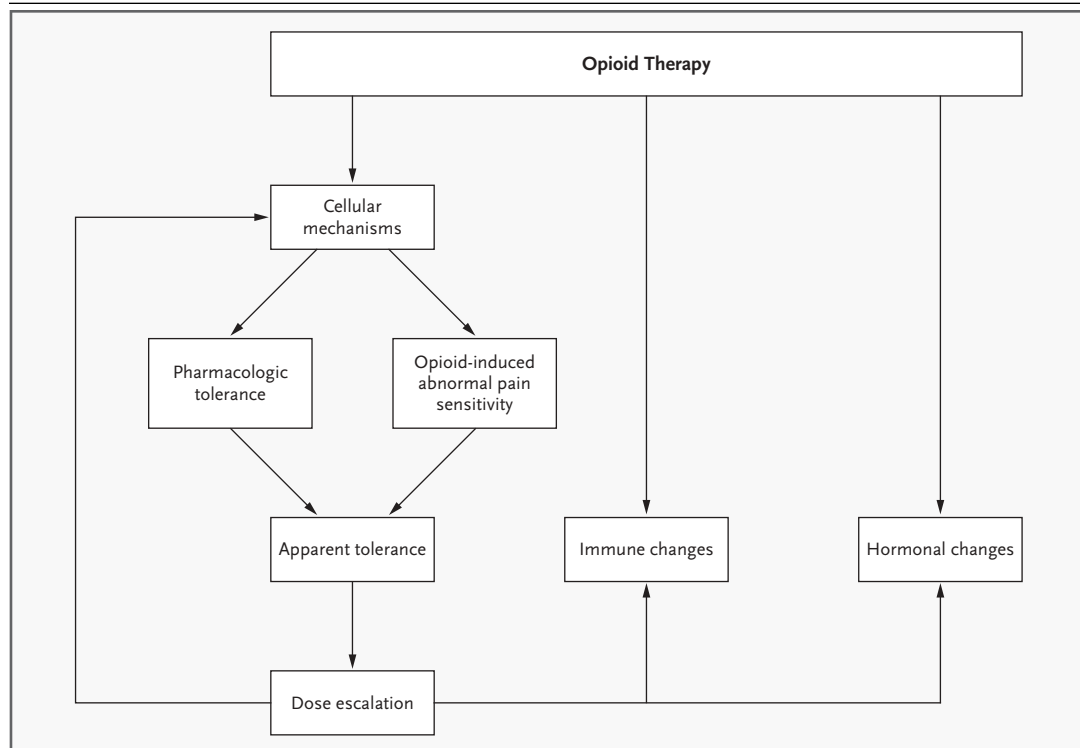 Opioid Therapy
Cellular
mechanisms
Pharmacologic
tolerance
Opioid-induced
abnormal pain
sensitivity
Apparent tolerance
Immune changes
Hormonal changes
Dose escalation